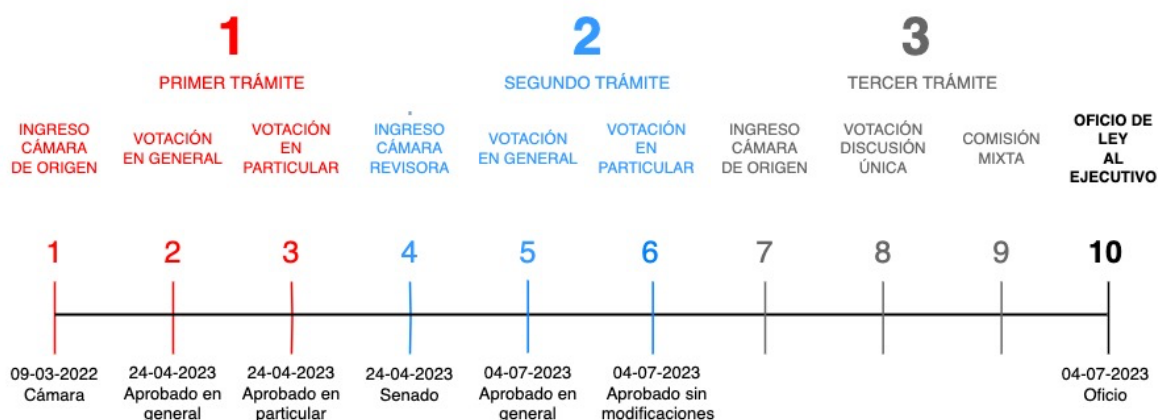 1
PRIMER TRÁMITE
2
SEGUNDO TRÁMITE
3
TERCER TRÁMITE
INGRESO
CÁMARA
DE ORIGEN
VOTACIÓN
EN GENERAL
VOTACIÓN
EN
PARTICULAR
INGRESO
CÁMARA
REVISORA
VOTACIÓN
EN GENERAL
VOTACIÓN
EN
PARTICULAR
INGRESO
CÁMARA
DE ORIGEN
VOTACIÓN
DISCUSIÓN
ÚNICA
COMISIÓN
MIXTA
OFICIO DE
LEY
AL
EJECUTIVO
1
2
3
4
5
6
7
8
9
10
09-03-2022
Cámara
24-04-2023
Aprobado en
general
24-04-2023
Aprobado en
particular
24-04-2023
Senado
04-07-2023
Aprobado en
general
04-07-2023
Aprobado sin
modificaciones
04-07-2023
Oficio